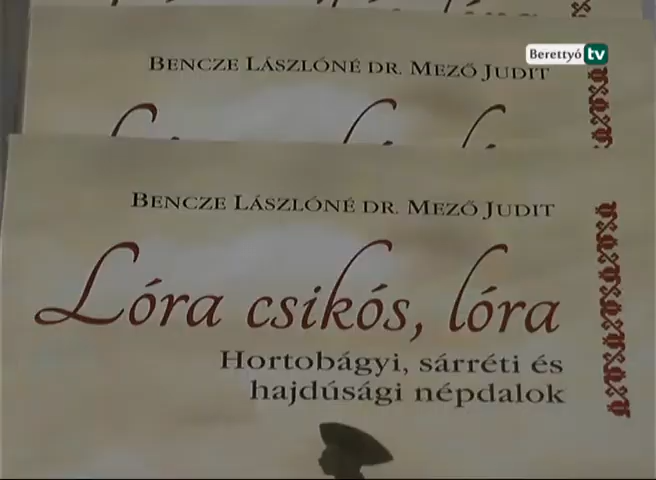 Berettyó tv
BENCZE LÁSZLÓNÉ DR. MEZŐ JUDIT
BENCZE LÁSZLÓNÉ DR. MEZŐ JUDIT
Lóra csikós, lóra
Hortobágyi, sárréti és
hajdúsági népdalok